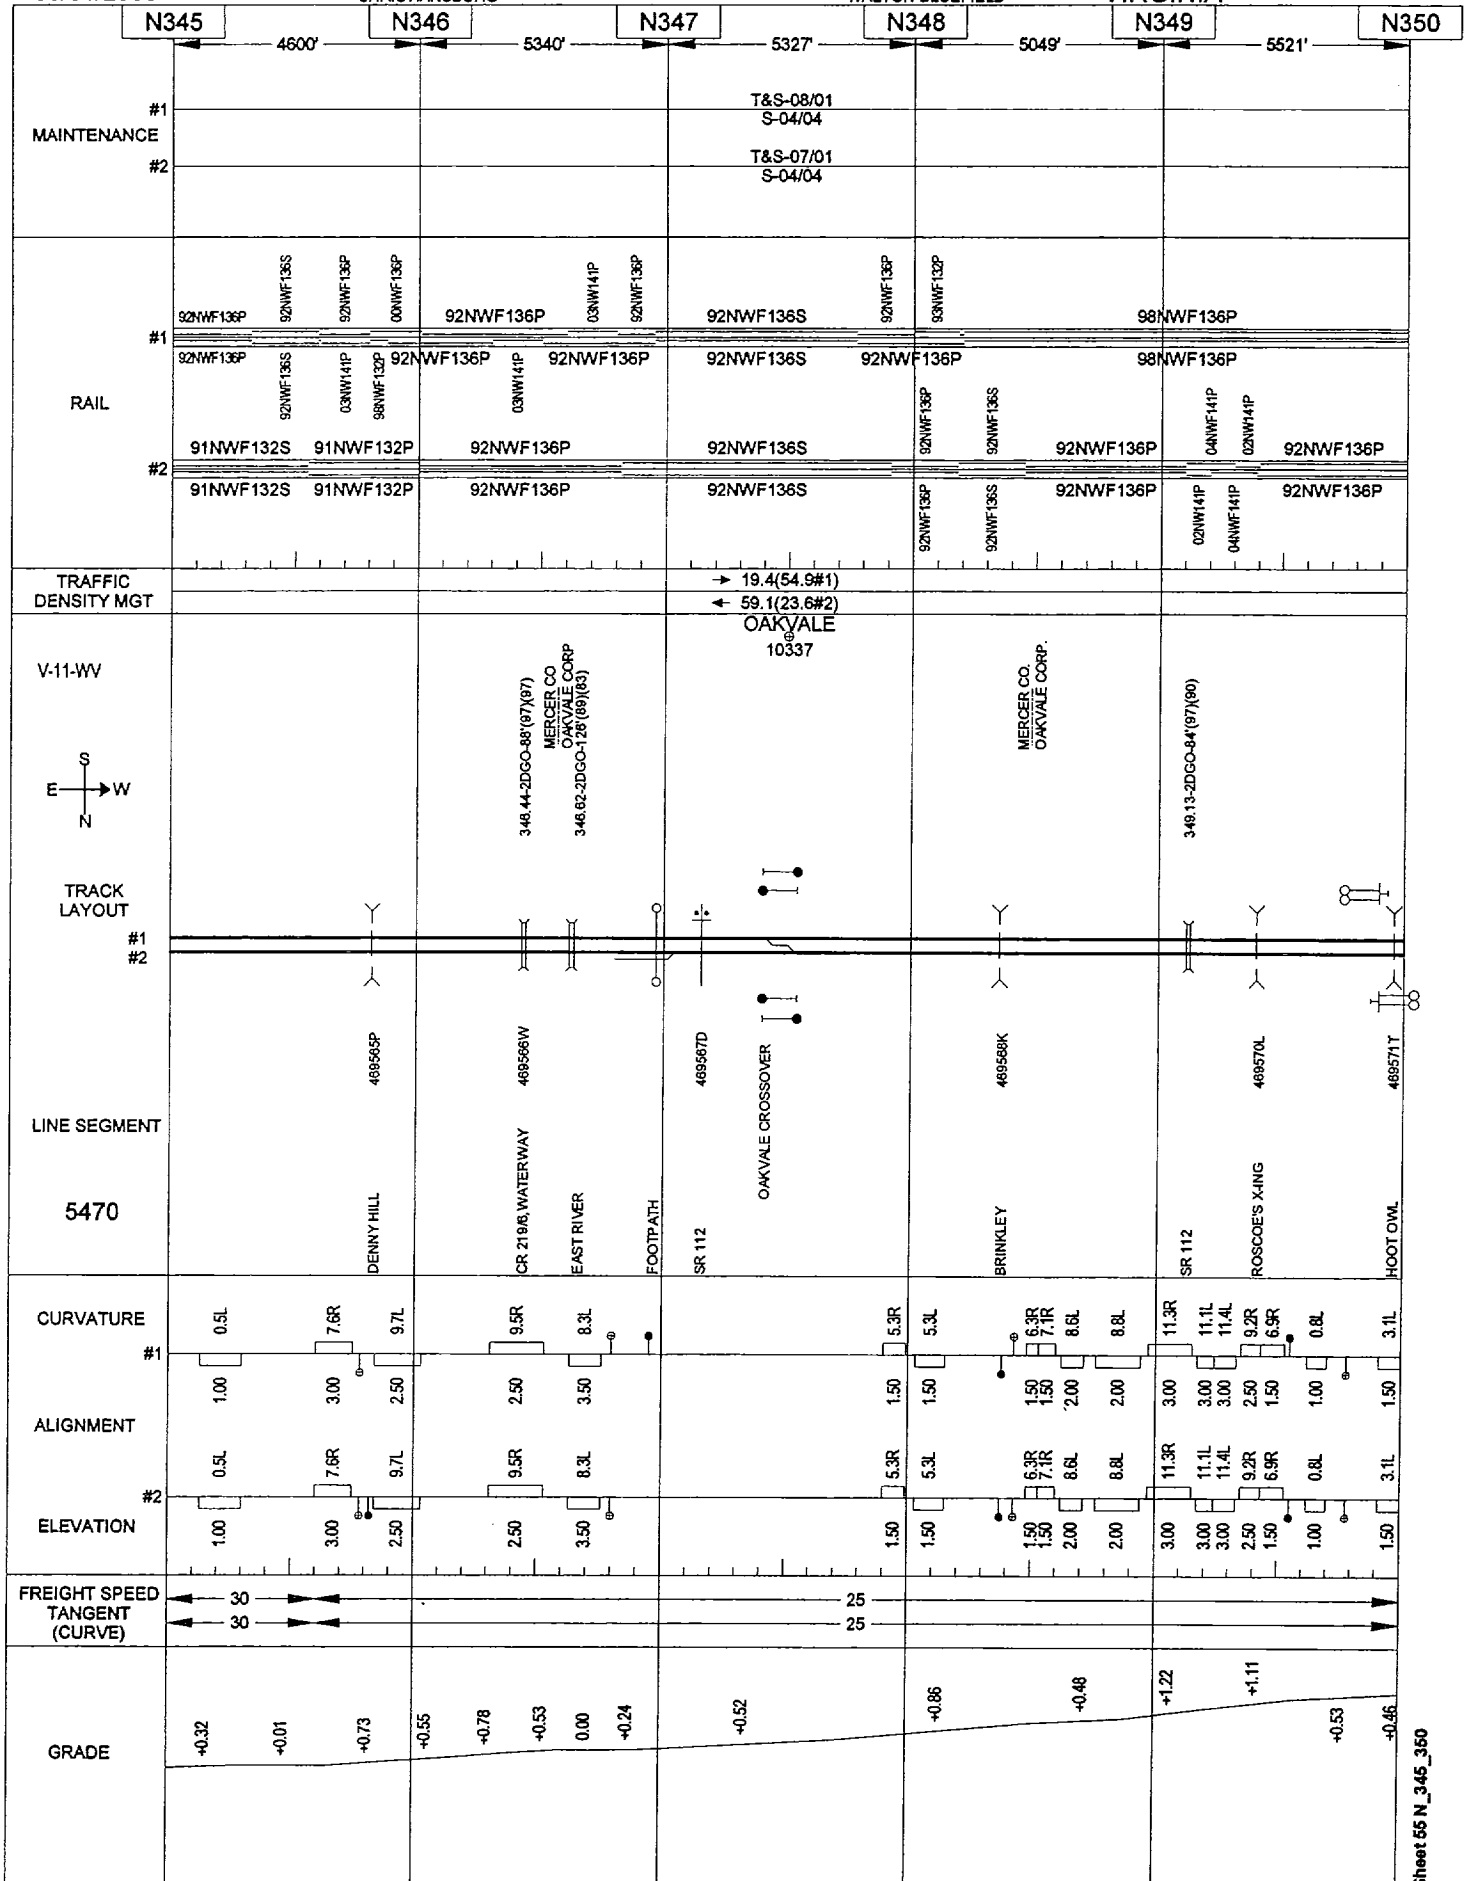 N345 N346 N347 N348 N349 N350
4600' 5340' 5327' 5049' 5521'
MAINTENANCE
#1
T&S-08/01
S-04/04
#2
T&S-07/01
S-04/04
RAIL
92NWF136P 92NWF136S 92NWF136P 00NWF136P 92NWF136P 03NW141P 92NWF136P 92NWF136S 92NWF136P 93NWF132P 98NWF136P
#1
92NWF136P 92NWF136S 03NW141P 98NWF132P 92NWF136P 03NW141P 92NWF136P 92NWF136S 92NWF136P 98NWF136P
91NWF132S 91NWF132P 92NWF136P 92NWF136S 92NWF136P 92NWF136S 92NWF136P 04NWF141P 02NW141P 92NWF136P
#2
91NWF132S 91NWF132P 92NWF136P 92NWF136S 92NWF136P 92NWF136S 92NWF136P 02NW141P 04NWF141P 92NWF136P
TRAFFIC
DENSITY MGT
→ 19.4(54.9#1)
← 59.1(23.6#2)
OAKVALE
10337
V-11-WV
346.44-2DGO-88'(97)(97)
MERCER CO
OAKVALE CORP
346.62-2DGO-126'(89)(83)
MERCER CO.
OAKVALE CORP.
349.13-2DGO-84'(97)(90)
S
E W
N
TRACK
LAYOUT
#1
#2
469565P 469566W 469567D 469568K 469570L 469571T
LINE SEGMENT
5470
DENNY HILL
CR 219/6, WATERWAY
EAST RIVER
FOOTPATH
SR 112
OAKVALE CROSSOVER
BRINKLEY
SR 112
ROSCOE'S X-ING
HOOT OWL
CURVATURE
0.5L 7.6R 9.7L 9.5R 8.3L 5.3R 5.3L 6.3R 7.1R 8.6L 8.8L 11.3R 11.1L 11.4L 9.2R 6.9R 0.8L 3.1L
#1
1.00 3.00 2.50 2.50 3.50 1.50 1.50 1.50 1.50 2.00 2.00 3.00 3.00 3.00 2.50 1.50 1.00 1.50
ALIGNMENT
0.5L 7.6R 9.7L 9.5R 8.3L 5.3R 5.3L 6.3R 7.1R 8.6L 8.8L 11.3R 11.1L 11.4L 9.2R 6.9R 0.8L 3.1L
#2
ELEVATION
1.00 3.00 2.50 2.50 3.50 1.50 1.50 1.50 1.50 2.00 2.00 3.00 3.00 3.00 2.50 1.50 1.00 1.50
FREIGHT SPEED
TANGENT
(CURVE)
30 25
30 25
GRADE
+0.32 +0.01 +0.73 +0.55 +0.78 +0.53 0.00 +0.24 +0.52 +0.86 +0.48 +1.22 +1.11 +0.53 +0.46
Sheet 55 N_345_350